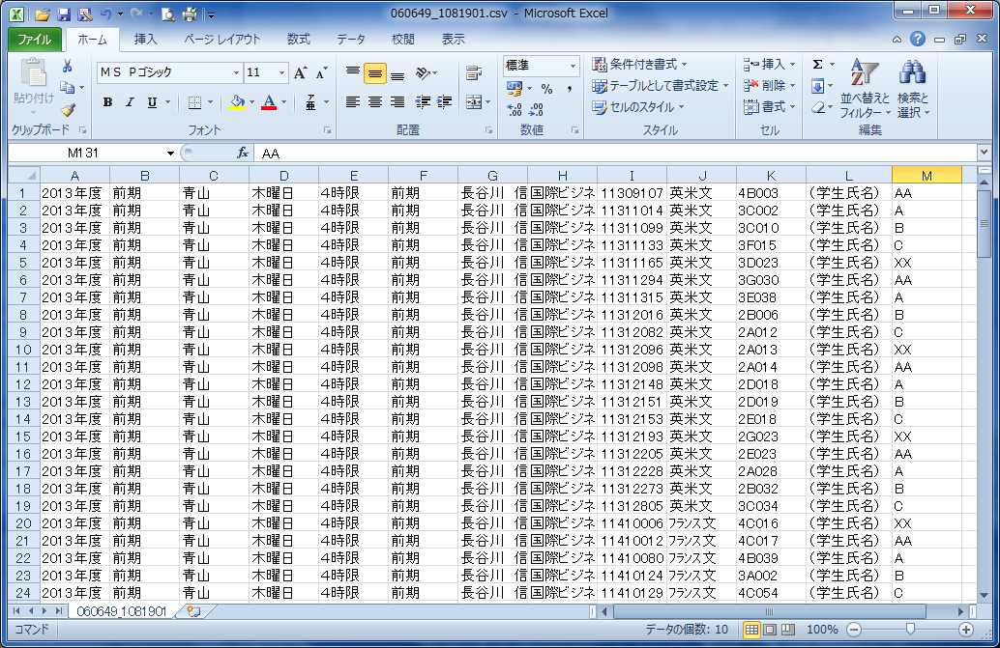 060649_1081901.csv - Microsoft Excel
ファイル ホーム 挿入 ページ レイアウト 数式 データ 校閲 表示
貼り付け
クリップボード
ＭＳ Ｐゴシック 11
B I U
フォント
配置
標準
数値
条件付き書式
テーブルとして書式設定
セルのスタイル
スタイル
挿入
削除
書式
セル
並べ替えと フィルター
検索と 選択
編集
M131 fx AA
A B C D E F G H I J K L M
1 2013年度 前期 青山 木曜日 4時限 前期 長谷川 信 国際ビジネ 11309107 英米文 4B003 （学生氏名） AA
2 2013年度 前期 青山 木曜日 4時限 前期 長谷川 信 国際ビジネ 11311014 英米文 3C002 （学生氏名） A
3 2013年度 前期 青山 木曜日 4時限 前期 長谷川 信 国際ビジネ 11311099 英米文 3C010 （学生氏名） B
4 2013年度 前期 青山 木曜日 4時限 前期 長谷川 信 国際ビジネ 11311133 英米文 3F015 （学生氏名） C
5 2013年度 前期 青山 木曜日 4時限 前期 長谷川 信 国際ビジネ 11311165 英米文 3D023 （学生氏名） XX
6 2013年度 前期 青山 木曜日 4時限 前期 長谷川 信 国際ビジネ 11311294 英米文 3G030 （学生氏名） AA
7 2013年度 前期 青山 木曜日 4時限 前期 長谷川 信 国際ビジネ 11311315 英米文 3E038 （学生氏名） A
8 2013年度 前期 青山 木曜日 4時限 前期 長谷川 信 国際ビジネ 11312016 英米文 2B006 （学生氏名） B
9 2013年度 前期 青山 木曜日 4時限 前期 長谷川 信 国際ビジネ 11312082 英米文 2A012 （学生氏名） C
10 2013年度 前期 青山 木曜日 4時限 前期 長谷川 信 国際ビジネ 11312096 英米文 2A013 （学生氏名） XX
11 2013年度 前期 青山 木曜日 4時限 前期 長谷川 信 国際ビジネ 11312098 英米文 2A014 （学生氏名） AA
12 2013年度 前期 青山 木曜日 4時限 前期 長谷川 信 国際ビジネ 11312148 英米文 2D018 （学生氏名） A
13 2013年度 前期 青山 木曜日 4時限 前期 長谷川 信 国際ビジネ 11312151 英米文 2D019 （学生氏名） B
14 2013年度 前期 青山 木曜日 4時限 前期 長谷川 信 国際ビジネ 11312153 英米文 2E018 （学生氏名） C
15 2013年度 前期 青山 木曜日 4時限 前期 長谷川 信 国際ビジネ 11312193 英米文 2G023 （学生氏名） XX
16 2013年度 前期 青山 木曜日 4時限 前期 長谷川 信 国際ビジネ 11312205 英米文 2E023 （学生氏名） AA
17 2013年度 前期 青山 木曜日 4時限 前期 長谷川 信 国際ビジネ 11312228 英米文 2A028 （学生氏名） A
18 2013年度 前期 青山 木曜日 4時限 前期 長谷川 信 国際ビジネ 11312273 英米文 2B032 （学生氏名） B
19 2013年度 前期 青山 木曜日 4時限 前期 長谷川 信 国際ビジネ 11312805 英米文 3C034 （学生氏名） C
20 2013年度 前期 青山 木曜日 4時限 前期 長谷川 信 国際ビジネ 11410006 フランス文 4C016 （学生氏名） XX
21 2013年度 前期 青山 木曜日 4時限 前期 長谷川 信 国際ビジネ 11410012 フランス文 4C017 （学生氏名） AA
22 2013年度 前期 青山 木曜日 4時限 前期 長谷川 信 国際ビジネ 11410080 フランス文 4B039 （学生氏名） A
23 2013年度 前期 青山 木曜日 4時限 前期 長谷川 信 国際ビジネ 11410124 フランス文 3A002 （学生氏名） B
24 2013年度 前期 青山 木曜日 4時限 前期 長谷川 信 国際ビジネ 11410129 フランス文 4C054 （学生氏名） C
060649_1081901
コマンド データの個数: 10 100%